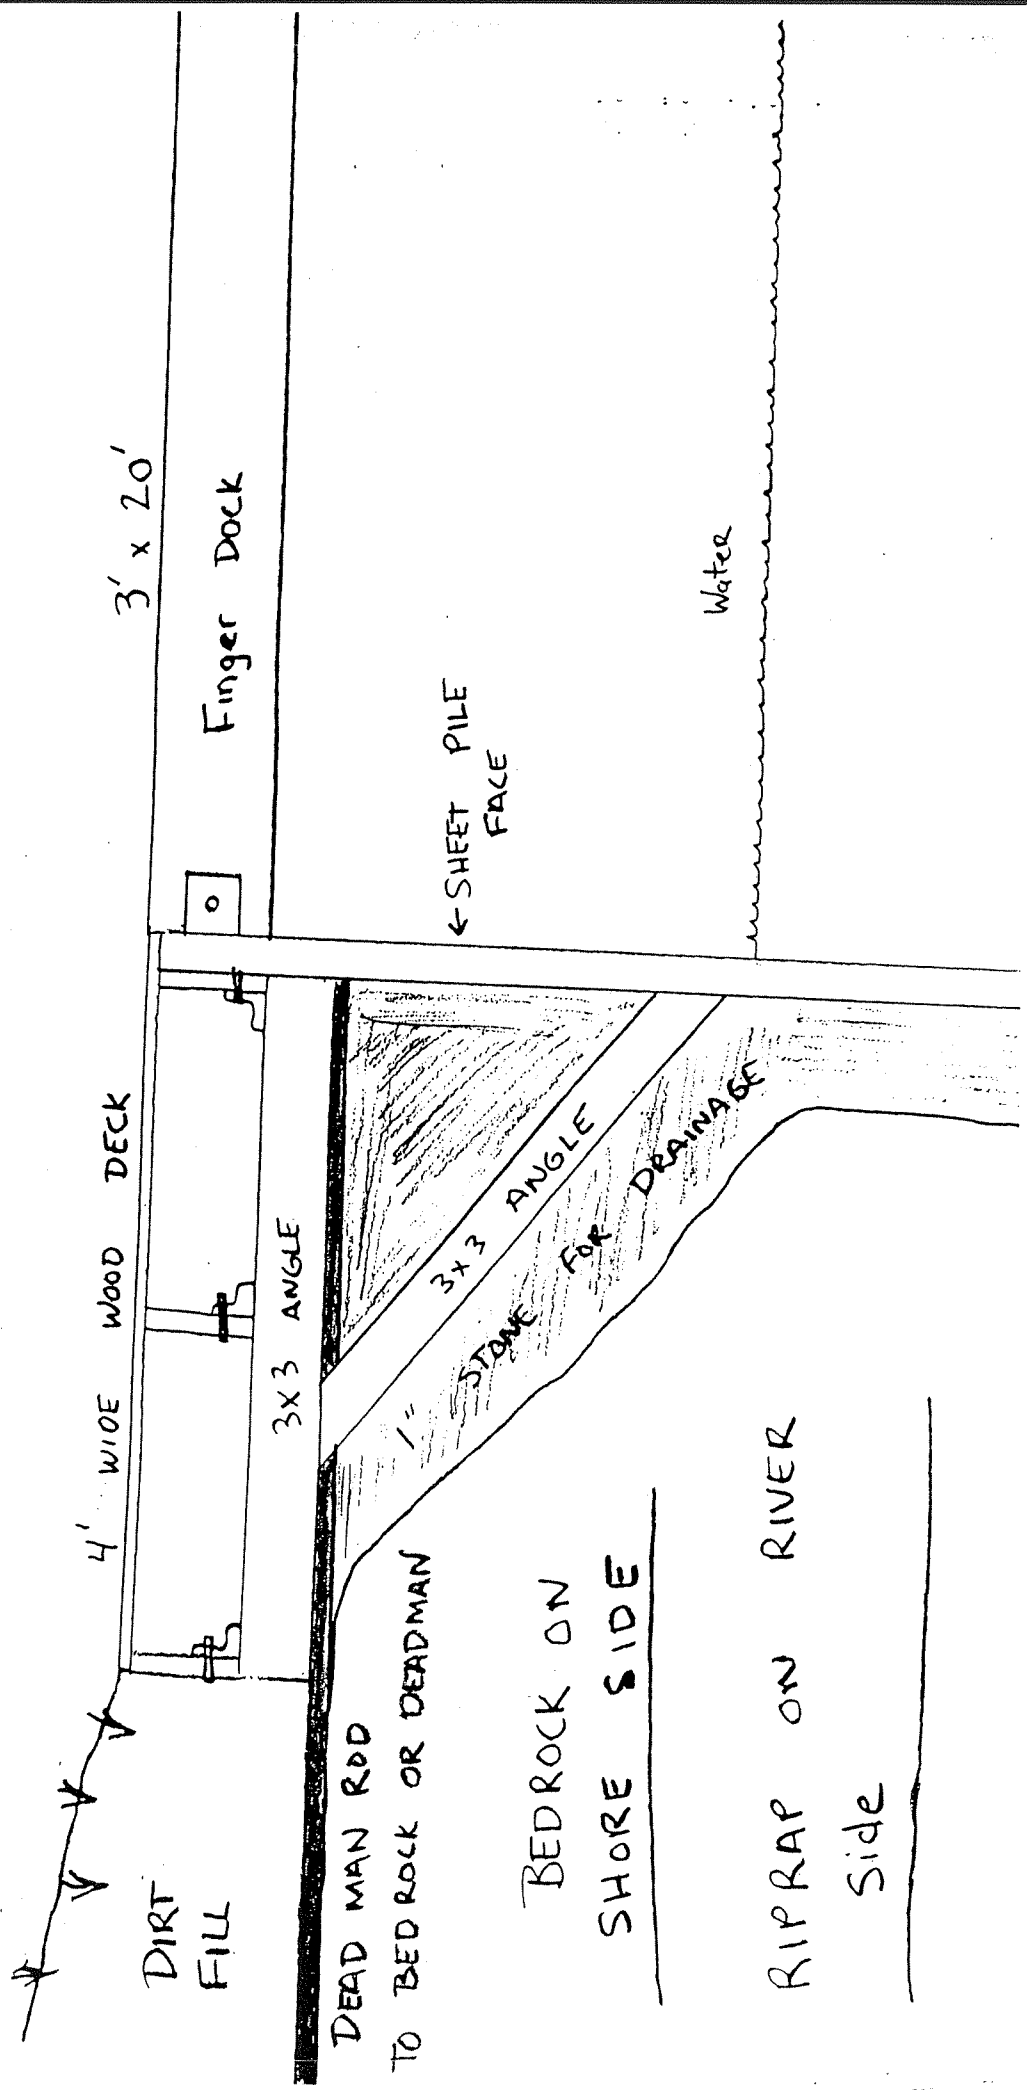 3' x 20'
Finger Dock
4' WIDE WOOD DECK
← SHEET PILE
FACE
3x3 ANGLE
Water
3x3 ANGLE
1" STONE FOR DRAINAGE
DIRT
FILL
DEAD MAN ROD
TO BEDROCK OR DEADMAN
BEDROCK ON
SHORE SIDE
RIPRAP ON RIVER
Side